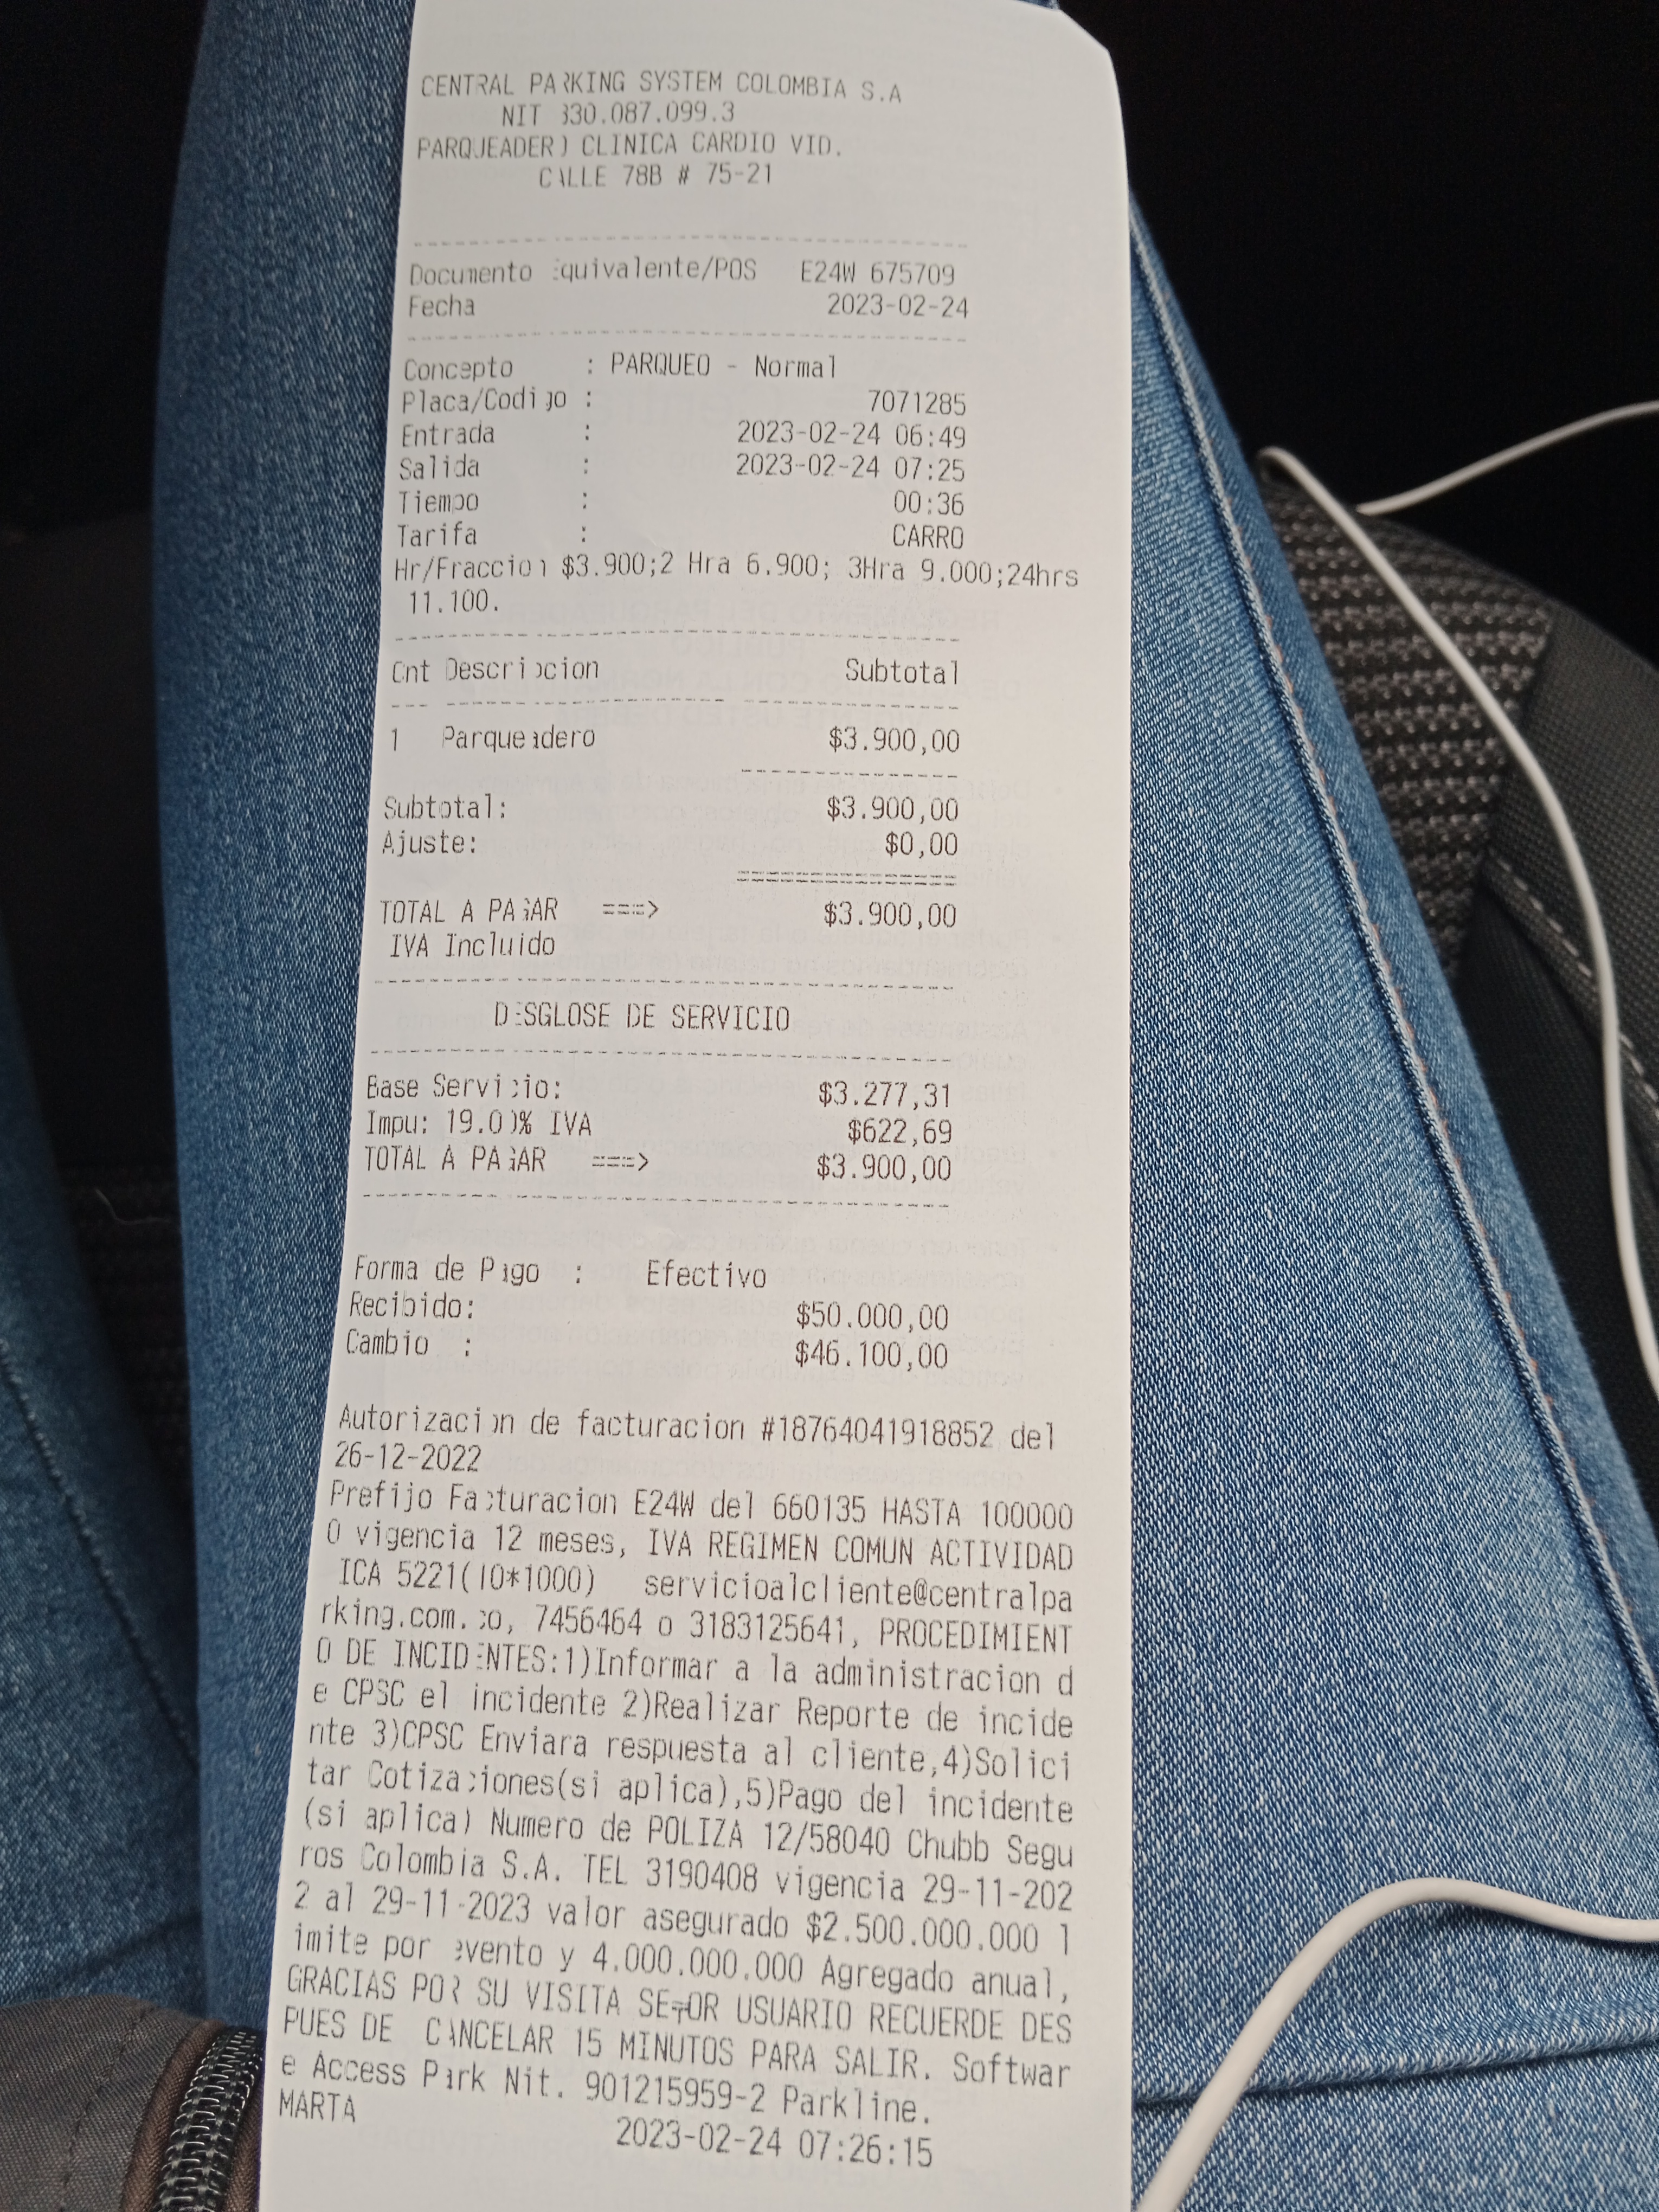 CENTRAL PARKING SYSTEM COLOMBIA S.A
NIT 830.087.099.3
PARQUEADERO CLINICA CARDIO VID.
CALLE 78B # 75-21
Documento Equivalente/POS E24W 675709
Fecha 2023-02-24
Concepto : PARQUEO - Normal
Placa/Codigo : 7071285
Entrada : 2023-02-24 06:49
Salida : 2023-02-24 07:25
Tiempo : 00:36
Tarifa : CARRO
Hr/Fraccion $3.900;2 Hra 6.900; 3Hra 9.000;24hrs
11.100.
Cnt Descripcion Subtotal
1 Parqueadero $3.900,00
Subtotal: $3.900,00
Ajuste: $0,00
TOTAL A PAGAR ===> $3.900,00
IVA Incluido
DESGLOSE DE SERVICIO
Base Servicio: $3.277,31
Impu: 19.00% IVA $622,69
TOTAL A PAGAR ===> $3.900,00
Forma de Pago : Efectivo
Recibido: $50.000,00
Cambio : $46.100,00
Autorizacion de facturacion #18764041918852 del
26-12-2022
Prefijo Facturacion E24W del 660135 HASTA 100000
0 vigencia 12 meses, IVA REGIMEN COMUN ACTIVIDAD
ICA 5221(10*1000) servicioalcliente@centralpa
rking.com.co, 7456464 o 3183125641, PROCEDIMIENT
O DE INCIDENTES:1)Informar a la administracion d
e CPSC el incidente 2)Realizar Reporte de incide
nte 3)CPSC Enviara respuesta al cliente,4)Solici
tar Cotizaciones(si aplica),5)Pago del incidente
(si aplica) Numero de POLIZA 12/58040 Chubb Segu
ros Colombia S.A. TEL 3190408 vigencia 29-11-202
2 al 29-11-2023 valor asegurado $2.500.000.000 l
imite por evento y 4.000.000.000 Agregado anual,
GRACIAS POR SU VISITA SE╤OR USUARIO RECUERDE DES
PUES DE CANCELAR 15 MINUTOS PARA SALIR. Softwar
e Access Park Nit. 901215959-2 Parkline.
MARTA
2023-02-24 07:26:15